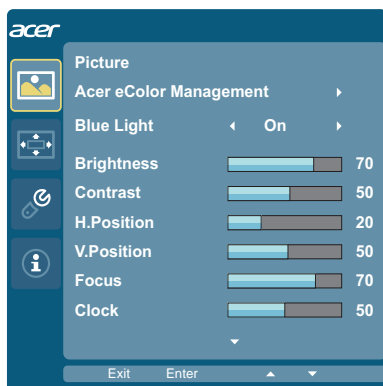 acer
Picture
Acer eColor Management
Blue Light On
Brightness 70
Contrast 50
H.Position 20
V.Position 50
Focus 70
Clock 50
Exit Enter